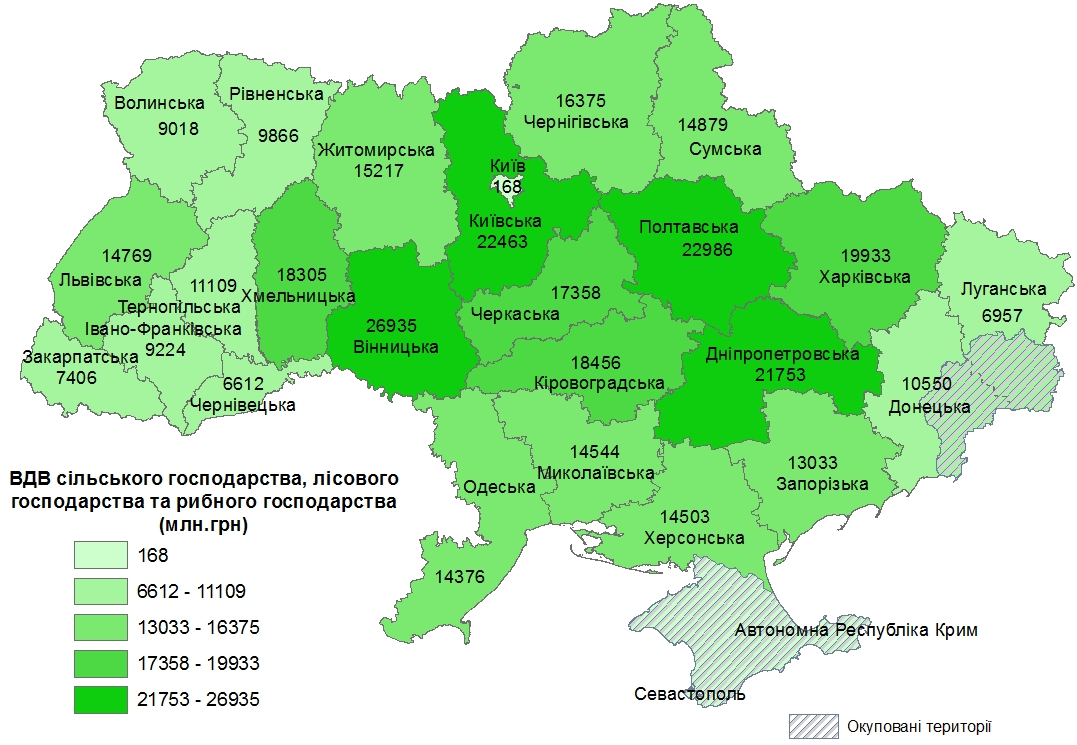 Волинська
9018
Рівненська
9866
Житомирська
15217
Київ
168
Київська
22463
16375
Чернігівська
14879
Сумська
Полтавська
22986
19933
Харківська
Луганська
6957
14769
Львівська
11109
Тернопільська
18305
Хмельницька
26935
Вінницька
17358
Черкаська
Івано-Франківська
9224
Закарпатська
7406
6612
Чернівецька
18456
Кіровоградська
Дніпропетровська
21753
10550
Донецька
14544
Миколаївська
Одеська
14376
13033
Запорізька
14503
Херсонська
Автономна Республіка Крим
Севастополь
ВДВ сільського господарства, лісового
господарства та рибного господарства
(млн.грн)
168
6612 - 11109
13033 - 16375
17358 - 19933
21753 - 26935
Окуповані території